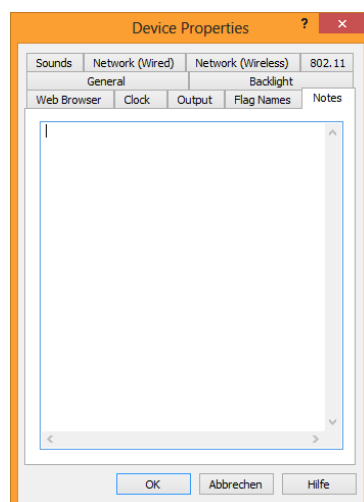 Device Properties ?
Sounds Network (Wired) Network (Wireless) 802.11
General Backlight
Web Browser Clock Output Flag Names Notes
OK Abbrechen Hilfe